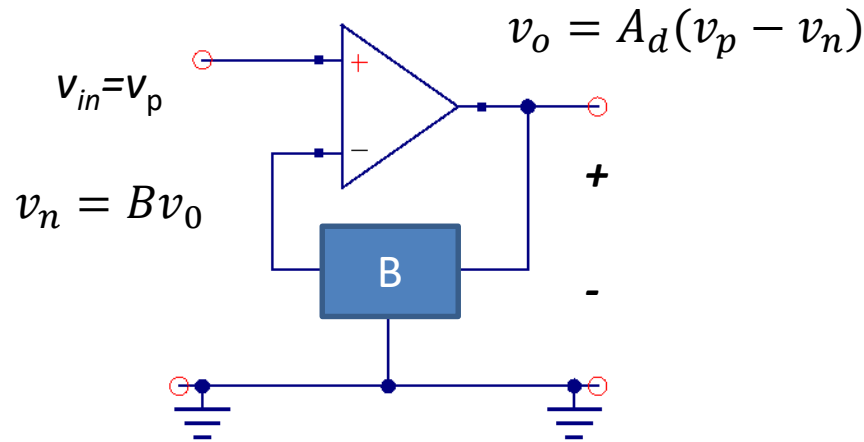 v_o = A_d(v_p − v_n)
v_in=v_p
+
−
+
v_n = Bv_0
B
-